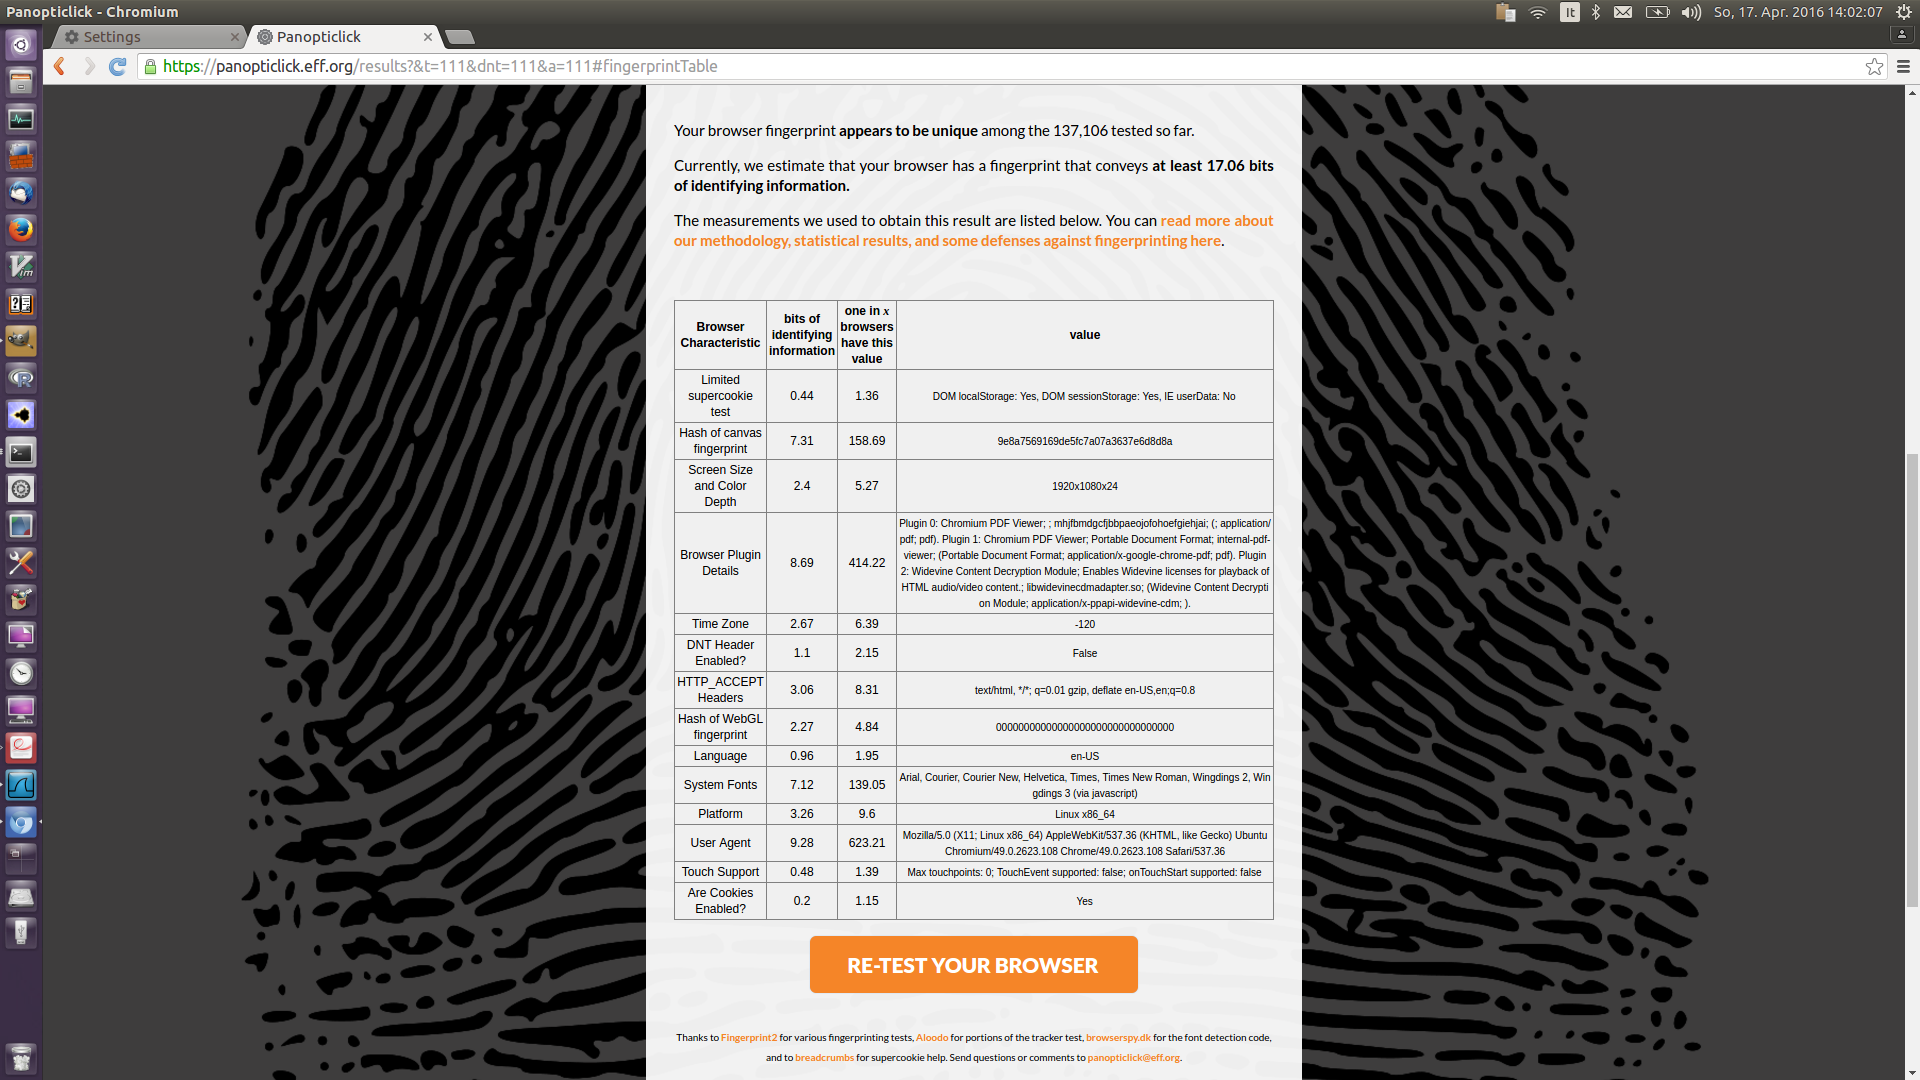 Panopticlick - Chromium
It
So, 17. Apr. 2016 14:02:07
Settings
Panopticlick
https://panopticlick.eff.org/results?&t=111&dnt=111&a=111#fingerprintTable
Your browser fingerprint appears to be unique among the 137,106 tested so far.
Currently, we estimate that your browser has a fingerprint that conveys at least 17.06 bits
of identifying information.
The measurements we used to obtain this result are listed below. You can read more about
our methodology, statistical results, and some defenses against fingerprinting here.
Browser Characteristic | bits of identifying information | one in x browsers have this value | value
Limited supercookie test | 0.44 | 1.36 | DOM localStorage: Yes, DOM sessionStorage: Yes, IE userData: No
Hash of canvas fingerprint | 7.31 | 158.69 | 9e8a7569169de5fc7a07a3637e6d8d8a
Screen Size and Color Depth | 2.4 | 5.27 | 1920x1080x24
Browser Plugin Details | 8.69 | 414.22 | Plugin 0: Chromium PDF Viewer; ; mhjfbmdgcfjbbpaeojofohoefgiehjai; (; application/
pdf; pdf). Plugin 1: Chromium PDF Viewer; Portable Document Format; internal-pdf-
viewer; (Portable Document Format; application/x-google-chrome-pdf; pdf). Plugin
2: Widevine Content Decryption Module; Enables Widevine licenses for playback of
HTML audio/video content.; libwidevinecdmadapter.so; (Widevine Content Decrypti
on Module; application/x-ppapi-widevine-cdm; ).
Time Zone | 2.67 | 6.39 | -120
DNT Header Enabled? | 1.1 | 2.15 | False
HTTP_ACCEPT Headers | 3.06 | 8.31 | text/html, */*; q=0.01 gzip, deflate en-US,en;q=0.8
Hash of WebGL fingerprint | 2.27 | 4.84 | 00000000000000000000000000000000
Language | 0.96 | 1.95 | en-US
System Fonts | 7.12 | 139.05 | Arial, Courier, Courier New, Helvetica, Times, Times New Roman, Wingdings 2, Win
gdings 3 (via javascript)
Platform | 3.26 | 9.6 | Linux x86_64
User Agent | 9.28 | 623.21 | Mozilla/5.0 (X11; Linux x86_64) AppleWebKit/537.36 (KHTML, like Gecko) Ubuntu
Chromium/49.0.2623.108 Chrome/49.0.2623.108 Safari/537.36
Touch Support | 0.48 | 1.39 | Max touchpoints: 0; TouchEvent supported: false; onTouchStart supported: false
Are Cookies Enabled? | 0.2 | 1.15 | Yes
RE-TEST YOUR BROWSER
Thanks to Fingerprint2 for various fingerprinting tests, Aloodo for portions of the tracker test, browserspy.dk for the font detection code,
and to breadcrumbs for supercookie help. Send questions or comments to panopticlick@eff.org.